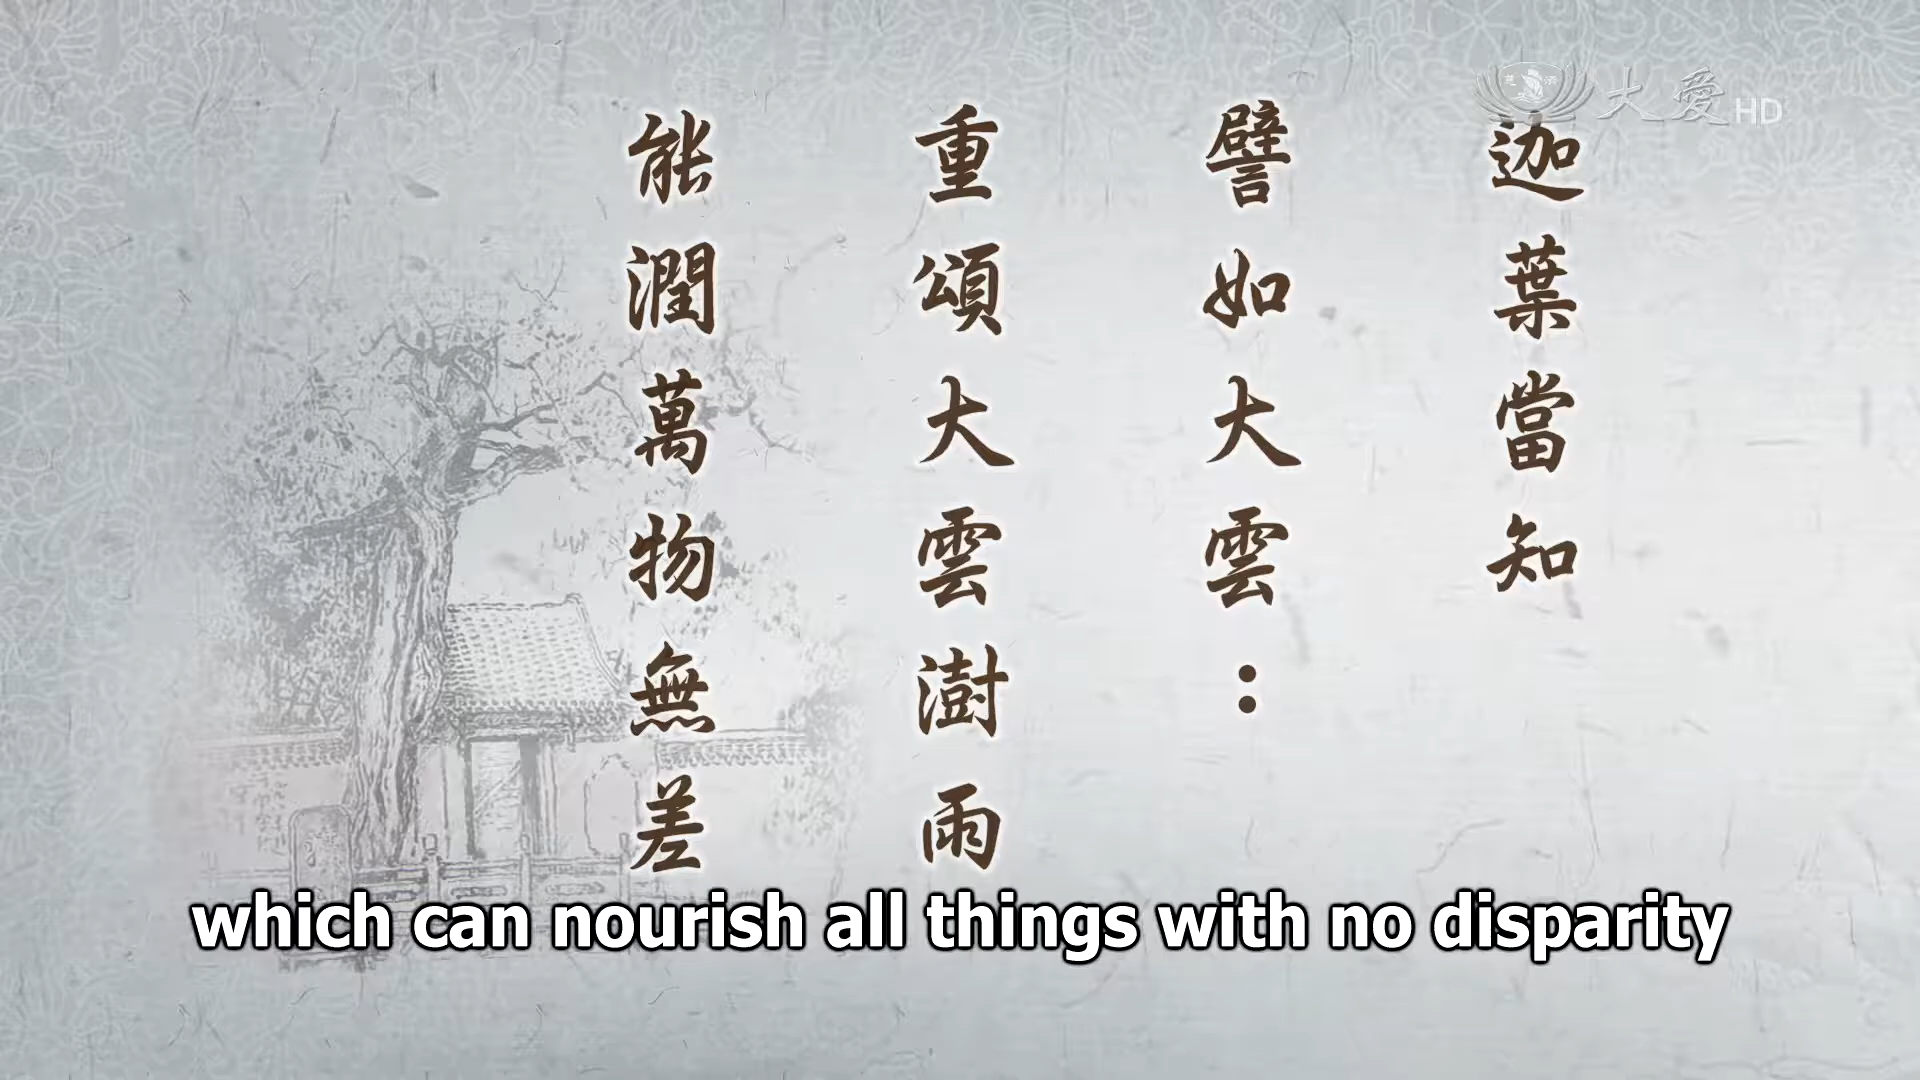 迦葉當知
譬如大雲：
重頌大雲澍雨
能潤萬物無差
which can nourish all things with no disparity
大愛HD